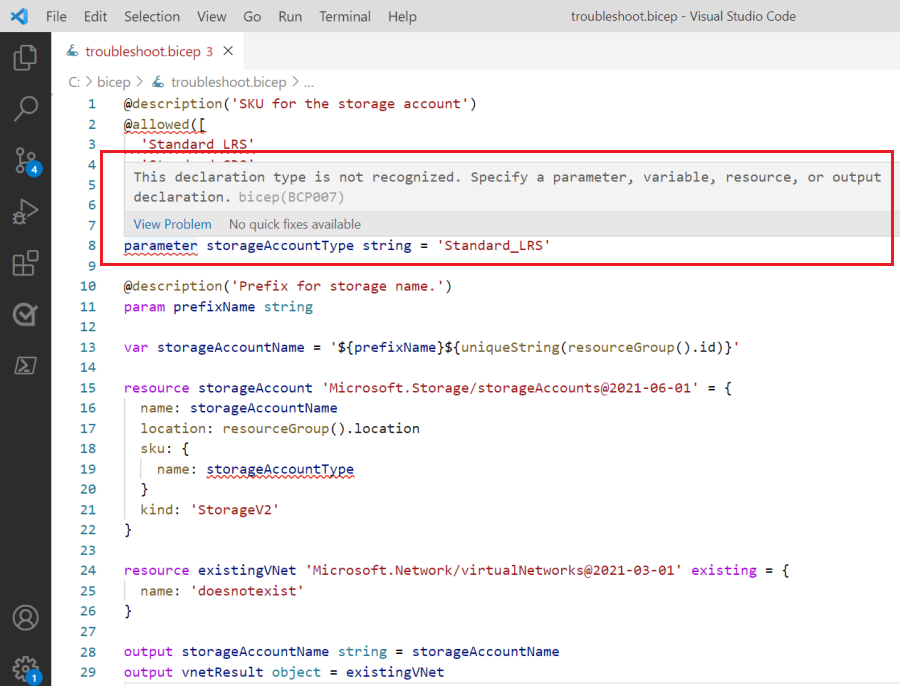 File Edit Selection View Go Run Terminal Help troubleshoot.bicep - Visual Studio Code
troubleshoot.bicep 3
C: > bicep > troubleshoot.bicep > ...
1 @description('SKU for the storage account')
2 @allowed([
3 'Standard_LRS'
4
This declaration type is not recognized. Specify a parameter, variable, resource, or output
5
declaration. bicep(BCP007)
6
7 View Problem No quick fixes available
8 parameter storageAccountType string = 'Standard_LRS'
9
10 @description('Prefix for storage name.')
11 param prefixName string
12
13 var storageAccountName = '${prefixName}${uniqueString(resourceGroup().id)}'
14
15 resource storageAccount 'Microsoft.Storage/storageAccounts@2021-06-01' = {
16 name: storageAccountName
17 location: resourceGroup().location
18 sku: {
19 name: storageAccountType
20 }
21 kind: 'StorageV2'
22 }
23
24 resource existingVNet 'Microsoft.Network/virtualNetworks@2021-03-01' existing = {
25 name: 'doesnotexist'
26 }
27
28 output storageAccountName string = storageAccountName
29 output vnetResult object = existingVNet
4
1